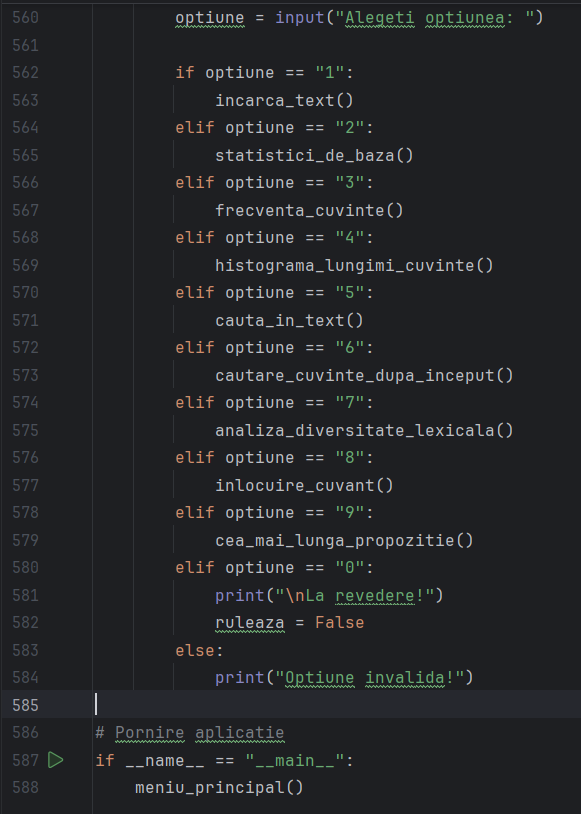 560 optiune = input("Alegeti optiunea: ")
561
562 if optiune == "1":
563 incarca_text()
564 elif optiune == "2":
565 statistici_de_baza()
566 elif optiune == "3":
567 frecventa_cuvinte()
568 elif optiune == "4":
569 histograma_lungimi_cuvinte()
570 elif optiune == "5":
571 cauta_in_text()
572 elif optiune == "6":
573 cautare_cuvinte_dupa_inceput()
574 elif optiune == "7":
575 analiza_diversitate_lexicala()
576 elif optiune == "8":
577 inlocuire_cuvant()
578 elif optiune == "9":
579 cea_mai_lunga_propozitie()
580 elif optiune == "0":
581 print("\nLa revedere!")
582 ruleaza = False
583 else:
584 print("Optiune invalida!")
585
586 # Pornire aplicatie
587 if __name__ == "__main__":
588 meniu_principal()